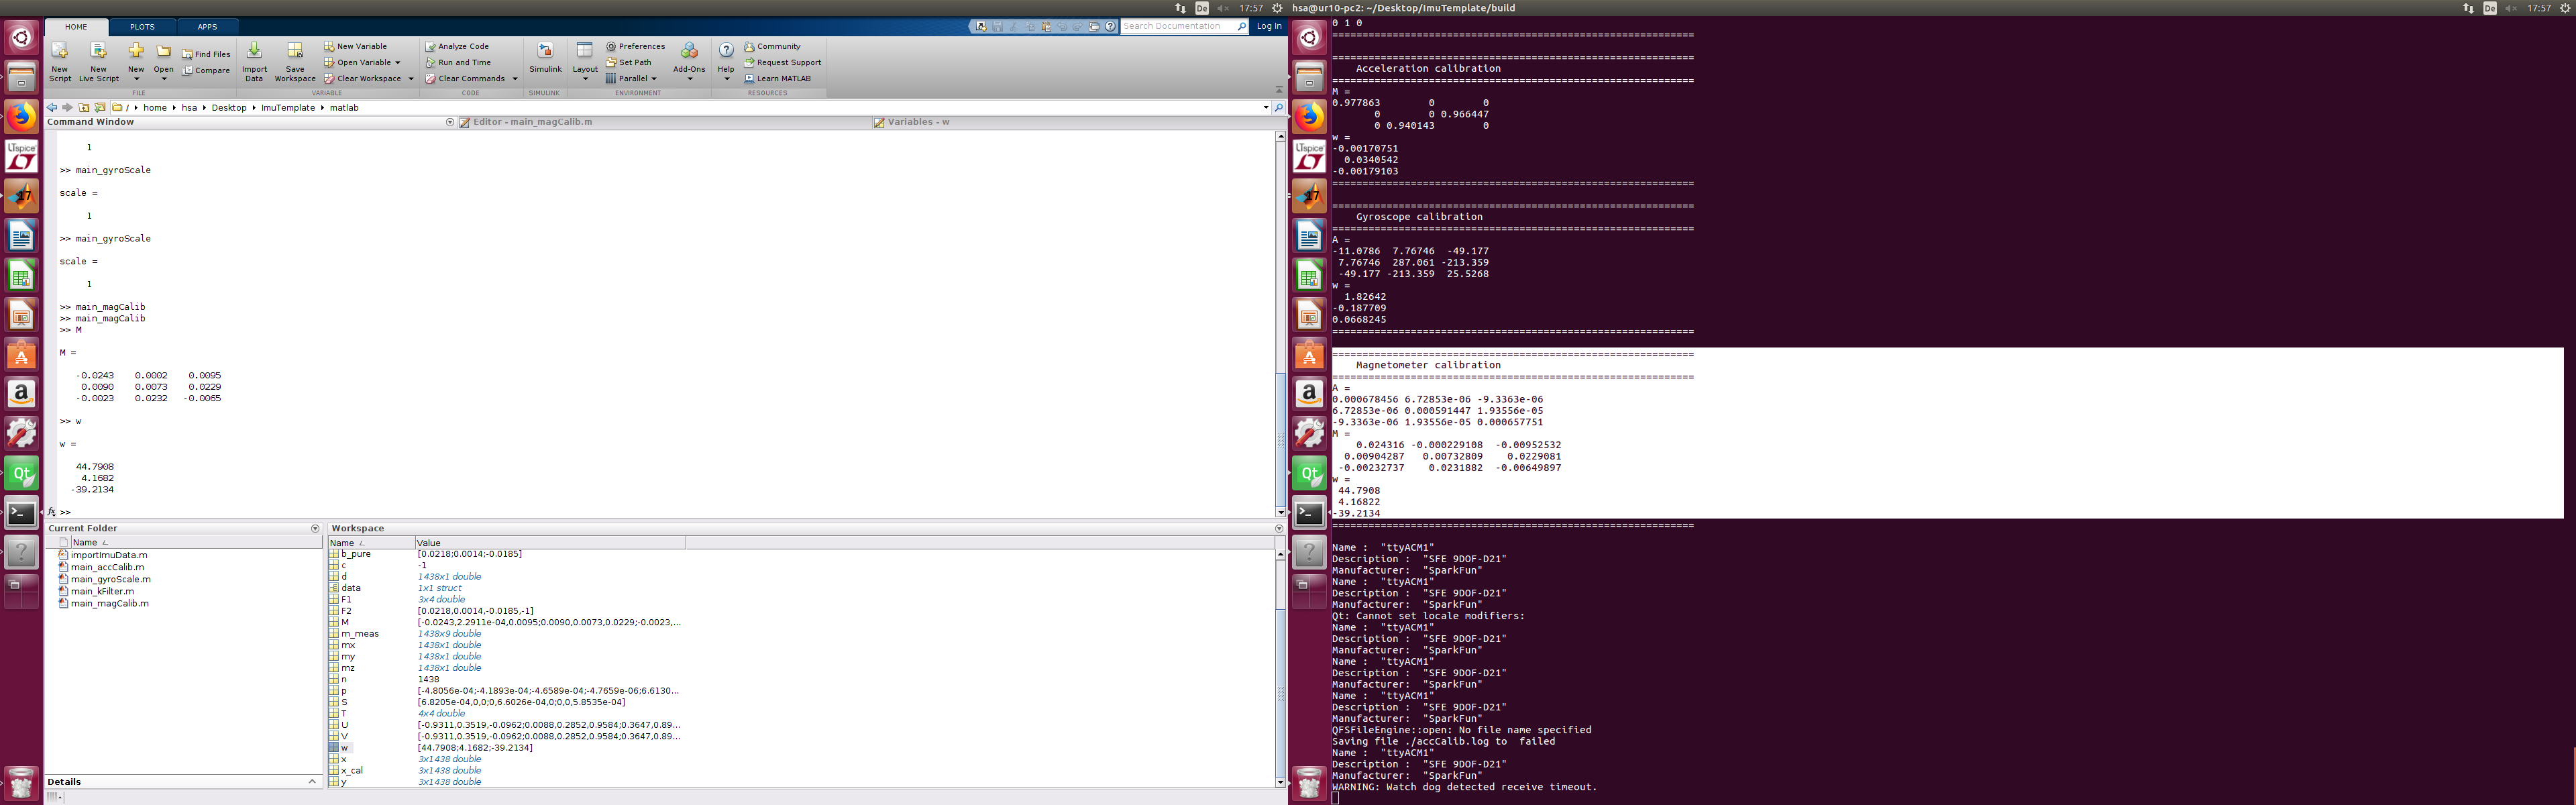 De 17:57
HOME PLOTS APPS
Search Documentation Log In
New Script
New Live Script
New
Open
Find Files
Compare
Import Data
Save Workspace
New Variable
Open Variable
Clear Workspace
Analyze Code
Run and Time
Clear Commands
Simulink
Layout
Preferences
Set Path
Parallel
Add-Ons
Help
Community
Request Support
Learn MATLAB
FILE VARIABLE CODE SIMULINK ENVIRONMENT RESOURCES
/ home hsa Desktop ImuTemplate matlab
Command Window
Editor - main_magCalib.m
Variables - w
1
>> main_gyroScale
scale =
1
>> main_gyroScale
scale =
1
>> main_magCalib
>> main_magCalib
>> M
M =
-0.0243 0.0002 0.0095
0.0090 0.0073 0.0229
-0.0023 0.0232 -0.0065
>> w
w =
44.7908
4.1682
-39.2134
fx >>
Current Folder
Name
importImuData.m
main_accCalib.m
main_gyroScale.m
main_kFilter.m
main_magCalib.m
Details
Workspace
Name Value
b_pure [0.0218;0.0014;-0.0185]
c -1
d 1438x1 double
data 1x1 struct
F1 3x4 double
F2 [0.0218,0.0014,-0.0185,-1]
M [-0.0243,2.2911e-04,0.0095;0.0090,0.0073,0.0229;-0.0023,...
m_meas 1438x9 double
mx 1438x1 double
my 1438x1 double
mz 1438x1 double
n 1438
p [-4.8056e-04;-4.1893e-04;-4.6589e-04;-4.7659e-06;6.6130...
S [6.8205e-04,0,0;0,6.6026e-04,0;0,0,5.8535e-04]
T 4x4 double
U [-0.9311,0.3519,-0.0962;0.0088,0.2852,0.9584;0.3647,0.89...
V [-0.9311,0.3519,-0.0962;0.0088,0.2852,0.9584;0.3647,0.89...
w [44.7908;4.1682;-39.2134]
x 3x1438 double
x_cal 3x1438 double
y 3x1438 double
LTspice
17
Qt
hsa@ur10-pc2: ~/Desktop/ImuTemplate/build
De 17:57
LTspice
17
Qt
0 1 0
============================================================
============================================================
Acceleration calibration
============================================================
M =
0.977863 0 0
0 0 0.966447
0 0.940143 0
w =
-0.00170751
0.0340542
-0.00179103
============================================================
============================================================
Gyroscope calibration
============================================================
A =
-11.0786 7.76746 -49.177
7.76746 287.061 -213.359
-49.177 -213.359 25.5268
w =
1.82642
-0.187709
0.0668245
============================================================
============================================================
Magnetometer calibration
============================================================
A =
0.000678456 6.72853e-06 -9.3363e-06
6.72853e-06 0.000591447 1.93556e-05
-9.3363e-06 1.93556e-05 0.000657751
M =
0.024316 -0.000229108 -0.00952532
0.00904287 0.00732809 0.0229081
-0.00232737 0.0231882 -0.00649897
w =
44.7908
4.16822
-39.2134
============================================================
Name : "ttyACM1"
Description : "SFE 9DOF-D21"
Manufacturer: "SparkFun"
Name : "ttyACM1"
Description : "SFE 9DOF-D21"
Manufacturer: "SparkFun"
Qt: Cannot set locale modifiers:
Name : "ttyACM1"
Description : "SFE 9DOF-D21"
Manufacturer: "SparkFun"
Name : "ttyACM1"
Description : "SFE 9DOF-D21"
Manufacturer: "SparkFun"
Name : "ttyACM1"
Description : "SFE 9DOF-D21"
Manufacturer: "SparkFun"
QFSFileEngine::open: No file name specified
Saving file ./accCalib.log to  failed
Name : "ttyACM1"
Description : "SFE 9DOF-D21"
Manufacturer: "SparkFun"
WARNING: Watch dog detected receive timeout.